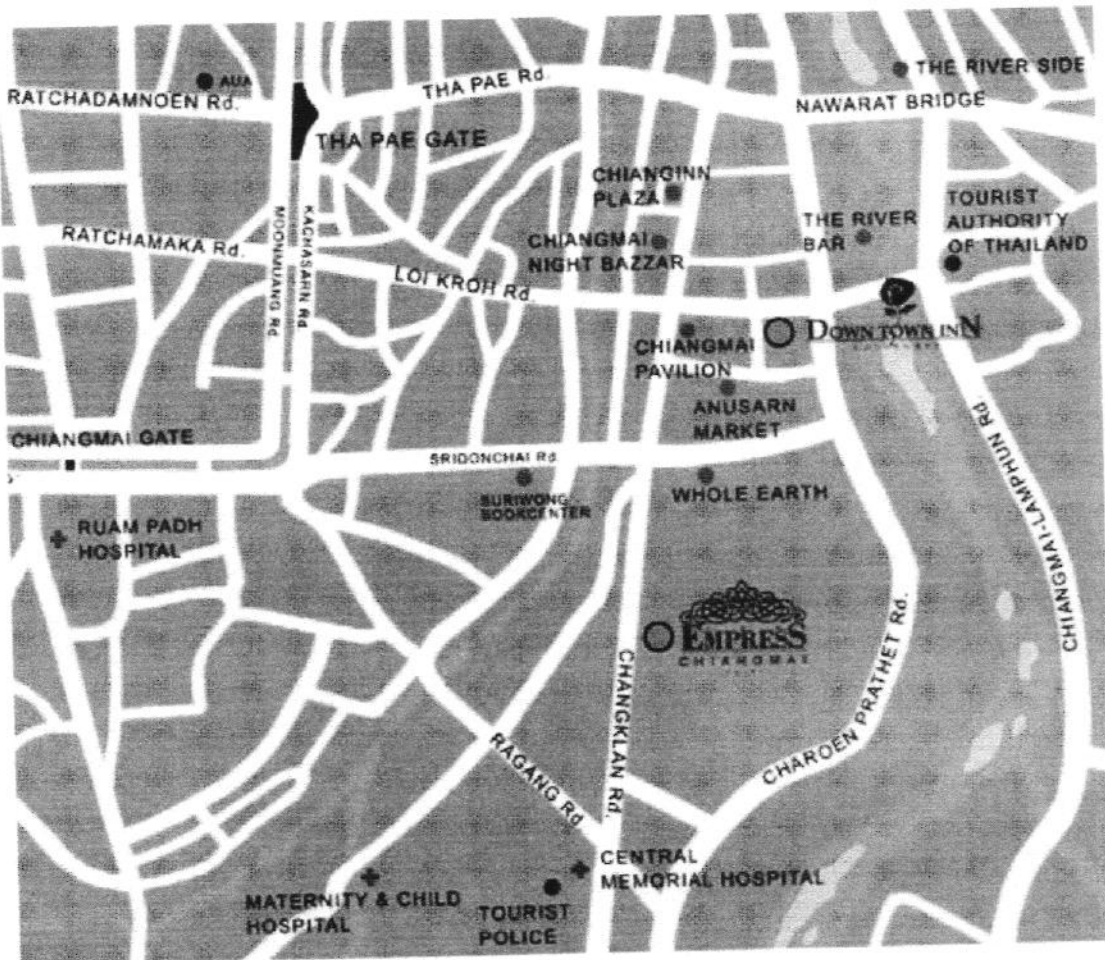 AUA
THE RIVER SIDE
RATCHADAMNOEN Rd.
THA PAE Rd.
NAWARAT BRIDGE
THA PAE GATE
CHIANGINN
PLAZA
TOURIST
AUTHORITY
OF THAILAND
THE RIVER
BAR
RATCHAMAKA Rd.
MOONMUANG Rd
KACHASARN Rd.
CHIANGMAI
NIGHT BAZZAR
LOI KROH Rd.
DOWN TOWN INN
CHIANGMAI
PAVILION
ANUSARN
MARKET
CHIANGMAI GATE
SRIDONCHAI Rd
SURIWONG
BOOKCENTER
WHOLE EARTH
CHIANGMAI-LAMPHUN Rd.
RUAM PADH
HOSPITAL
EMPRESS
CHIANGMAI
CHANGKLAN Rd.
CHAROEN PRATHET Rd.
RAGANG Rd.
CENTRAL
MEMORIAL HOSPITAL
MATERNITY & CHILD
HOSPITAL
TOURIST
POLICE